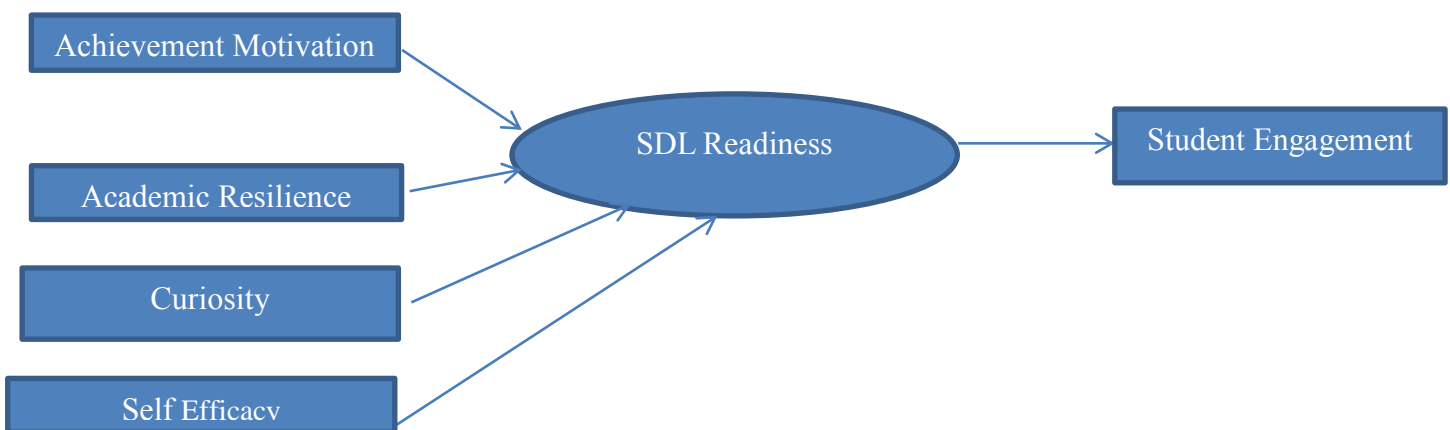 Achievement Motivation
SDL Readiness
Student Engagement
Academic Resilience
Curiosity
Self Efficacy